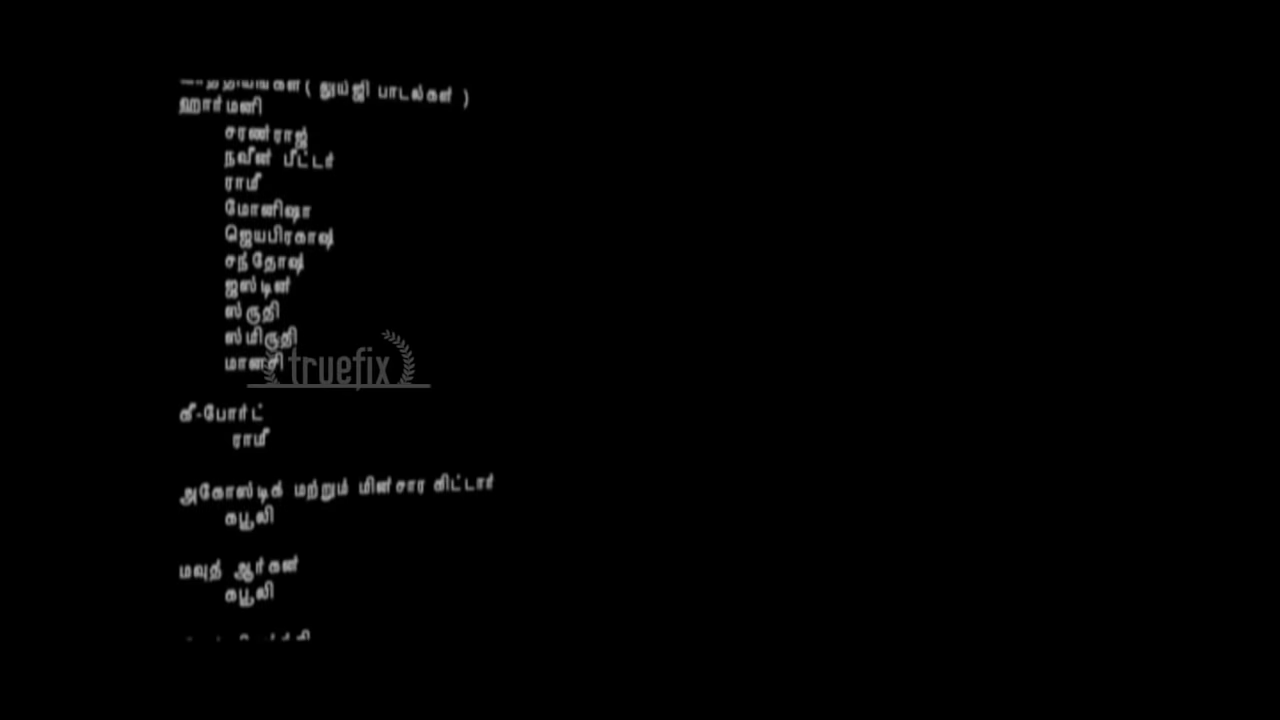 ( துயஜி பாடல்கள் )
ஹார்மனி
சரண்ராஜ்
நவீன் பீட்டர்
ராமீ
மோனிஷா
ஜெயபிரகாஷ்
சந்தோஷ்
ஜஸ்டின்
ஸ்ருதி
ஸ்மிருதி
மானசி
truefix
கீ-போர்ட்
ராமீ
அகோஸ்டிக் மற்றும் மின்சார கிட்டார்
கபூலி
மவுத் ஆர்கன்
கபூலி